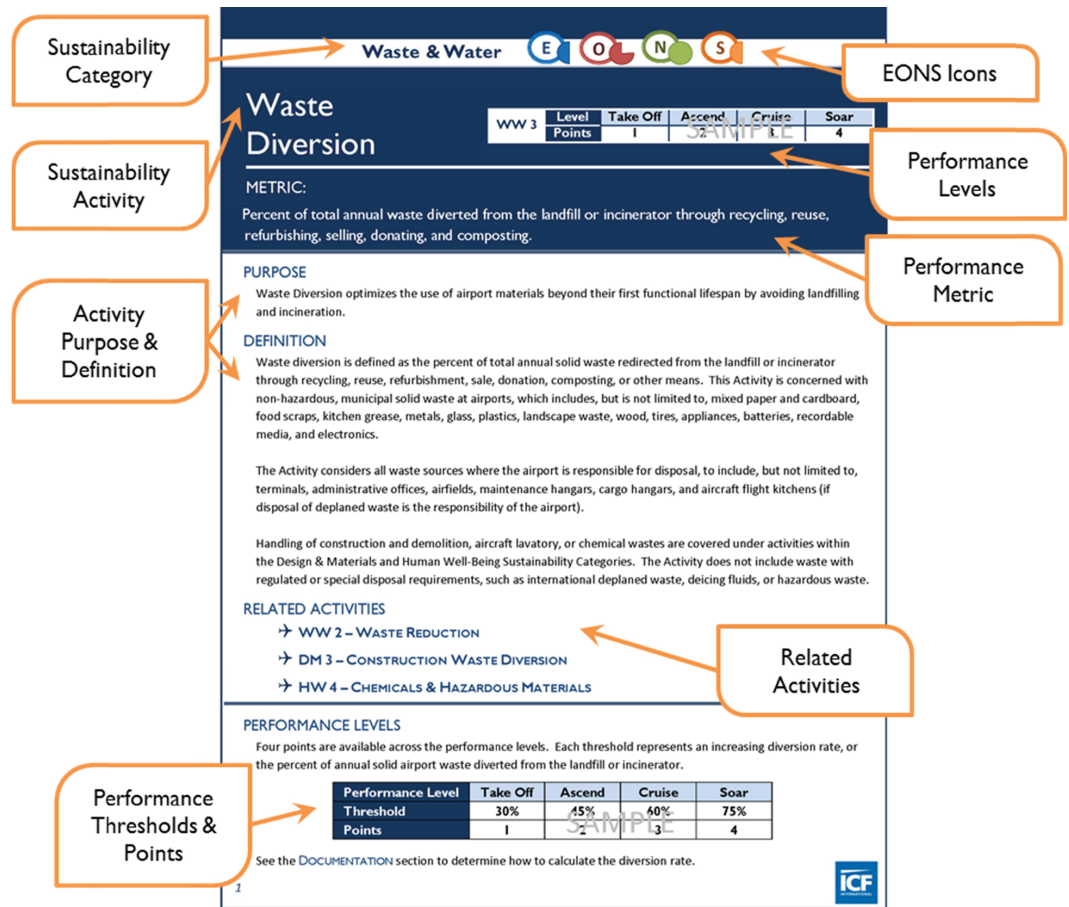 Sustainability
Category
Waste & Water
E O N S
EONS Icons
Waste
Diversion
WW 3 Level Take Off Ascend Cruise Soar
Points 1 2 3 4
SAMPLE
Sustainability
Activity
Performance
Levels
METRIC:
Percent of total annual waste diverted from the landfill or incinerator through recycling, reuse,
refurbishing, selling, donating, and composting.
Performance
Metric
Activity
Purpose &
Definition
PURPOSE
Waste Diversion optimizes the use of airport materials beyond their first functional lifespan by avoiding landfilling
and incineration.
DEFINITION
Waste diversion is defined as the percent of total annual solid waste redirected from the landfill or incinerator
through recycling, reuse, refurbishment, sale, donation, composting, or other means. This Activity is concerned with
non-hazardous, municipal solid waste at airports, which includes, but is not limited to, mixed paper and cardboard,
food scraps, kitchen grease, metals, glass, plastics, landscape waste, wood, tires, appliances, batteries, recordable
media, and electronics.
The Activity considers all waste sources where the airport is responsible for disposal, to include, but not limited to,
terminals, administrative offices, airfields, maintenance hangars, cargo hangars, and aircraft flight kitchens (if
disposal of deplaned waste is the responsibility of the airport).
Handling of construction and demolition, aircraft lavatory, or chemical wastes are covered under activities within
the Design & Materials and Human Well-Being Sustainability Categories. The Activity does not include waste with
regulated or special disposal requirements, such as international deplaned waste, deicing fluids, or hazardous waste.
RELATED ACTIVITIES
WW 2 – WASTE REDUCTION
DM 3 – CONSTRUCTION WASTE DIVERSION
HW 4 – CHEMICALS & HAZARDOUS MATERIALS
Related
Activities
PERFORMANCE LEVELS
Four points are available across the performance levels. Each threshold represents an increasing diversion rate, or
the percent of annual solid airport waste diverted from the landfill or incinerator.
Performance
Thresholds &
Points
Performance Level Take Off Ascend Cruise Soar
Threshold 30% 45% 60% 75%
Points 1 2 3 4
SAMPLE
See the DOCUMENTATION section to determine how to calculate the diversion rate.
1
ICF
INTERNATIONAL